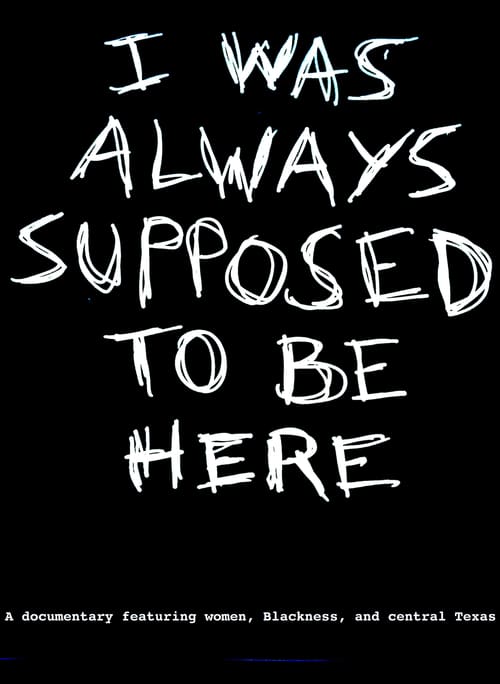 I WAS
ALWAYS
SUPPOSED
TO BE
HERE
A documentary featuring women, Blackness, and central Texas